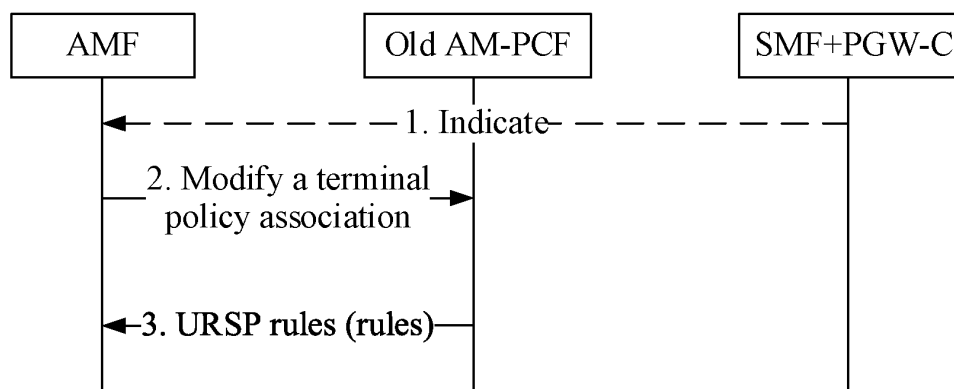 AMF
Old AM-PCF
SMF+PGW-C
1. Indicate
2. Modify a terminal
policy association
3. URSP rules (rules)